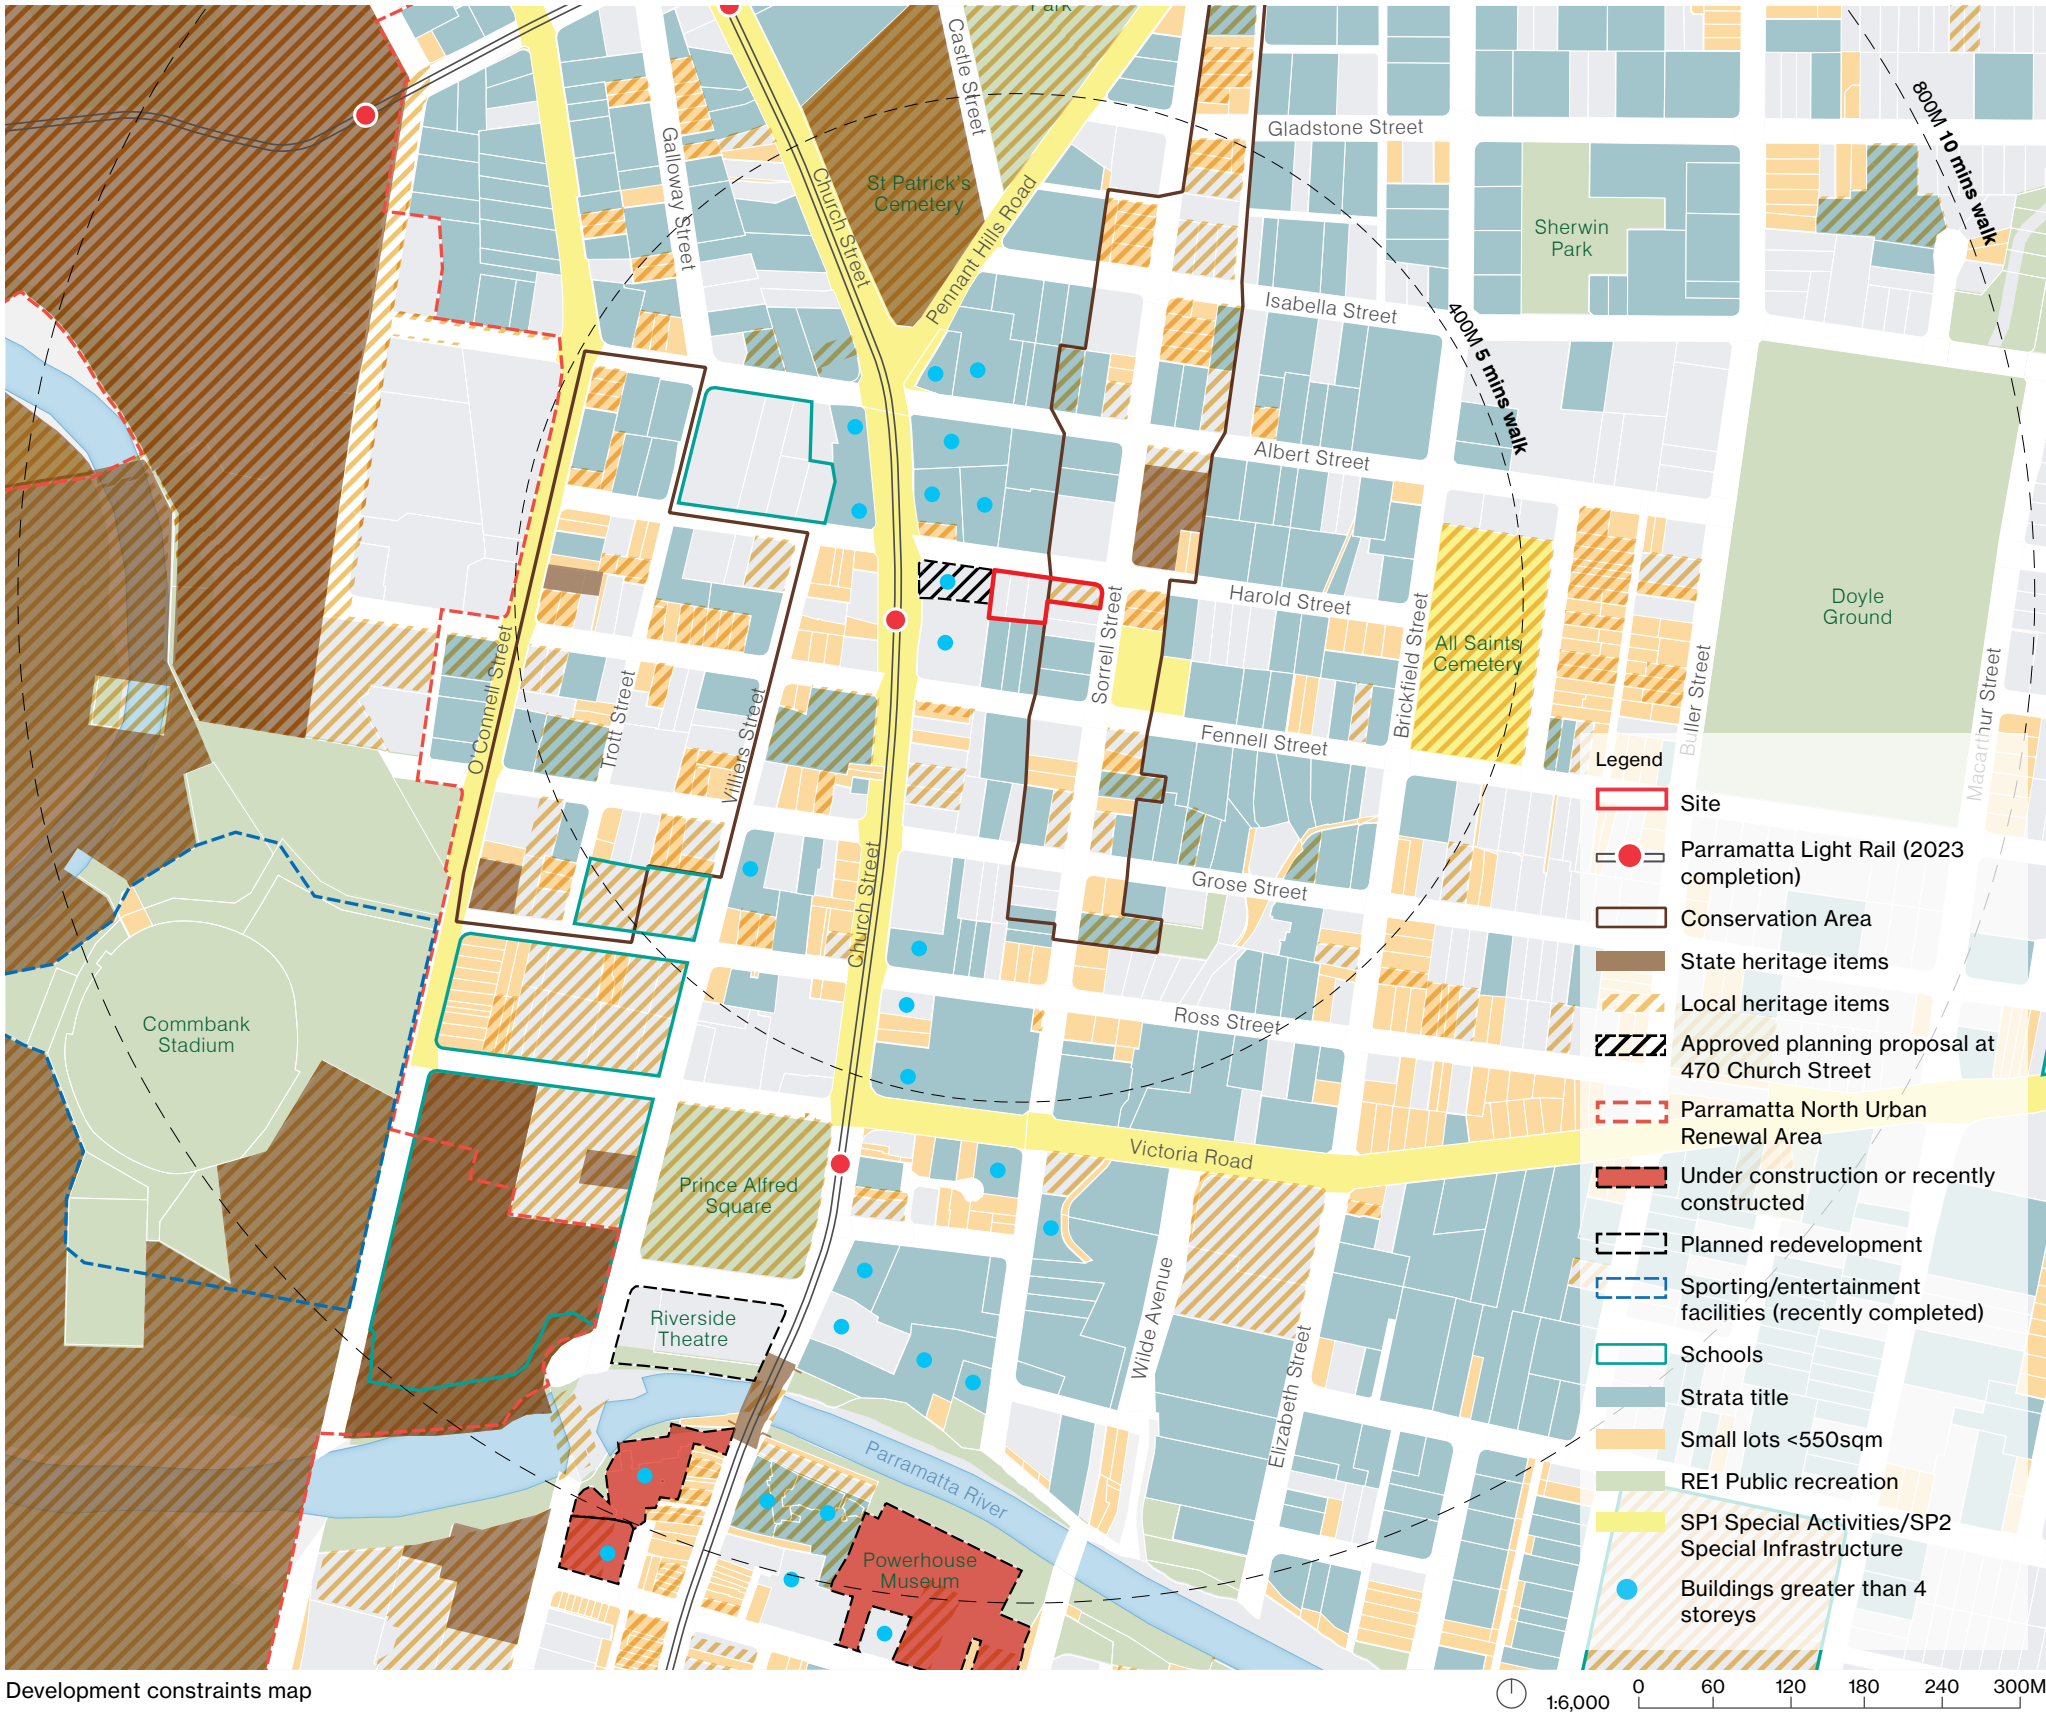 Park
Castle Street
Galloway Street
Church Street
St Patrick's
Cemetery
Pennant Hills Road
Gladstone Street
800M 10 mins walk
Sherwin
Park
Isabella Street
400M 5 mins walk
Albert Street
Harold Street
Doyle
Ground
All Saints
Cemetery
Sorrell Street
Brickfield Street
Buller Street
Macarthur Street
O'Connell Street
Trott Street
Villiers Street
Fennell Street
Church Street
Grose Street
Ross Street
Commbank
Stadium
Victoria Road
Prince Alfred
Square
Riverside
Theatre
Wilde Avenue
Elizabeth Street
Parramatta River
Powerhouse
Museum
Legend
Site
Parramatta Light Rail (2023
completion)
Conservation Area
State heritage items
Local heritage items
Approved planning proposal at
470 Church Street
Parramatta North Urban
Renewal Area
Under construction or recently
constructed
Planned redevelopment
Sporting/entertainment
facilities (recently completed)
Schools
Strata title
Small lots <550sqm
RE1 Public recreation
SP1 Special Activities/SP2
Special Infrastructure
Buildings greater than 4
storeys
Development constraints map
1:6,000
0 60 120 180 240 300M